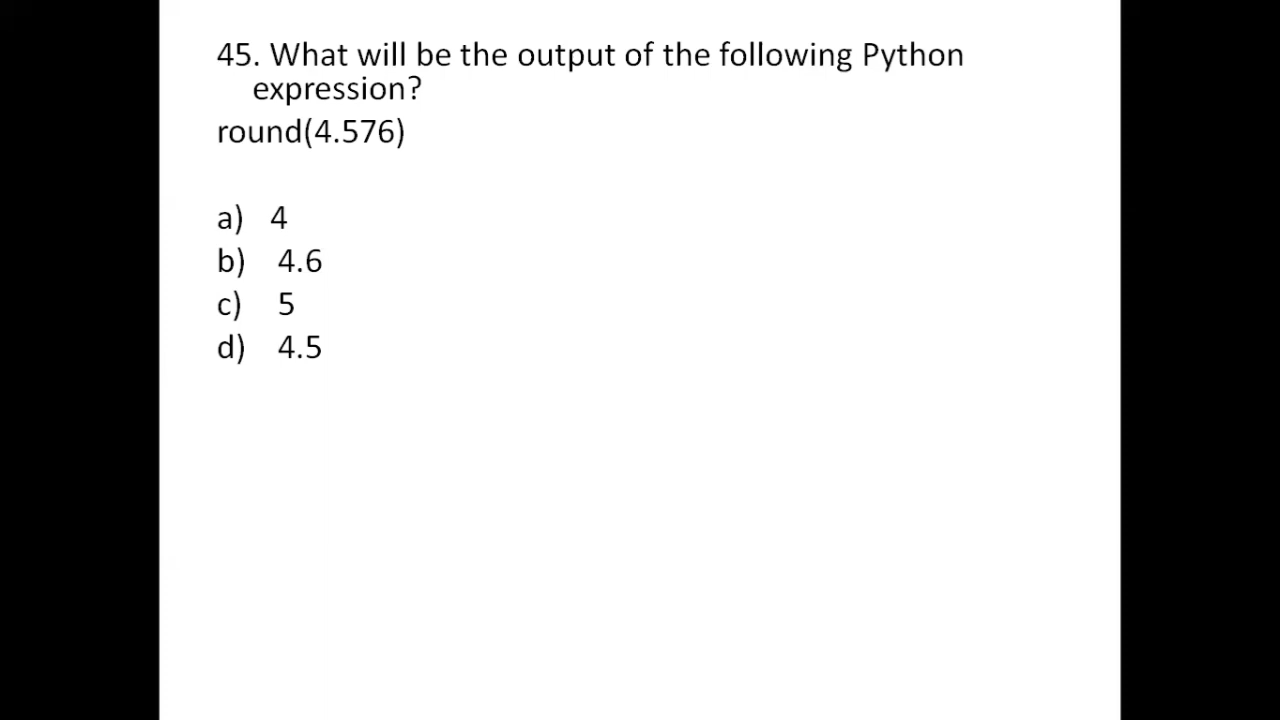 45. What will be the output of the following Python
expression?
round(4.576)
a) 4
b) 4.6
c) 5
d) 4.5